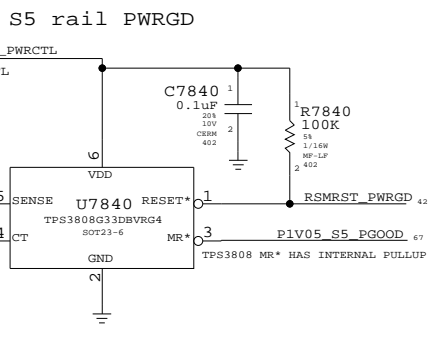 S5 rail PWRGD
_PWRCTL
TL
C7840 1
0.1uF
20%
10V
CERM 2
402
1 R7840
100K
5%
1/16W
MF-LF
2 402
6
VDD
5 SENSE U7840 RESET* 1 RSMRST_PWRGD 42
TPS3808G33DBVRG4
SOT23-6
4 CT MR* 3 P1V05_S5_PGOOD 67
GND
TPS3808 MR* HAS INTERNAL PULLUP
2